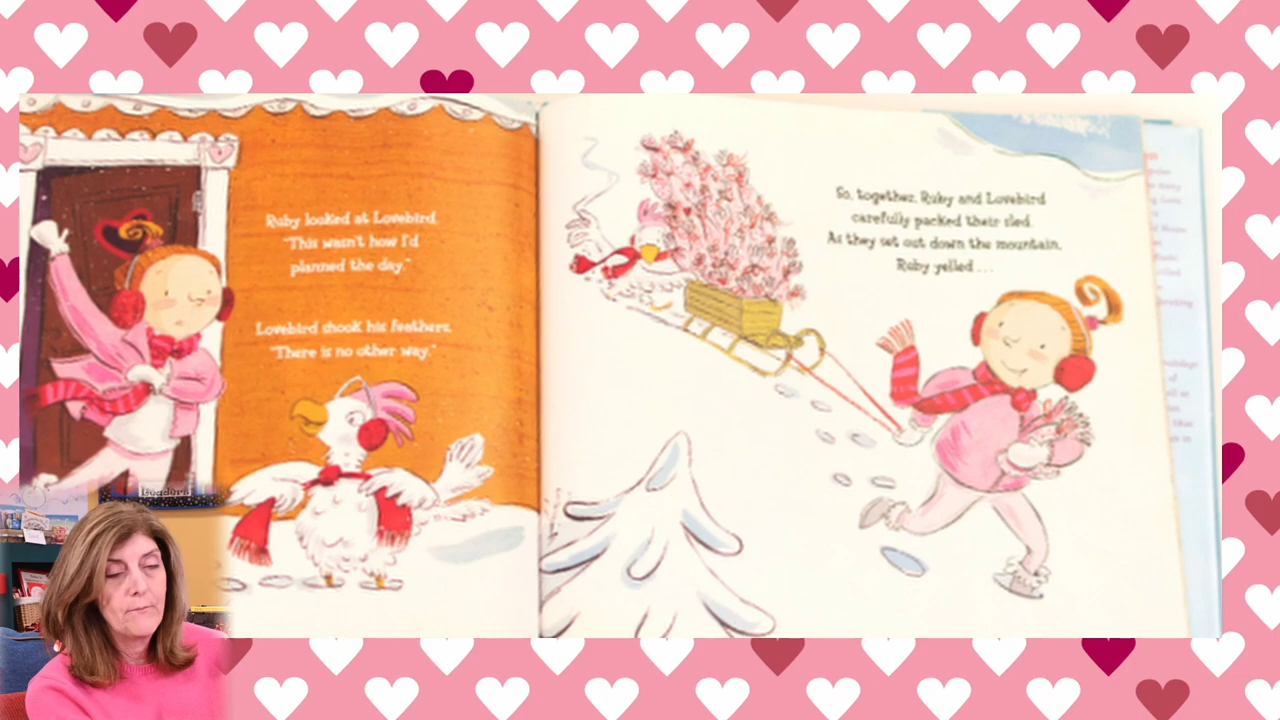 Ruby looked at Lovebird.
"This wasn't how I'd
planned the day."
Lovebird shook his feathers.
"There is no other way."
So, together, Ruby and Lovebird
carefully packed their sled.
As they set out down the mountain,
Ruby yelled . . .